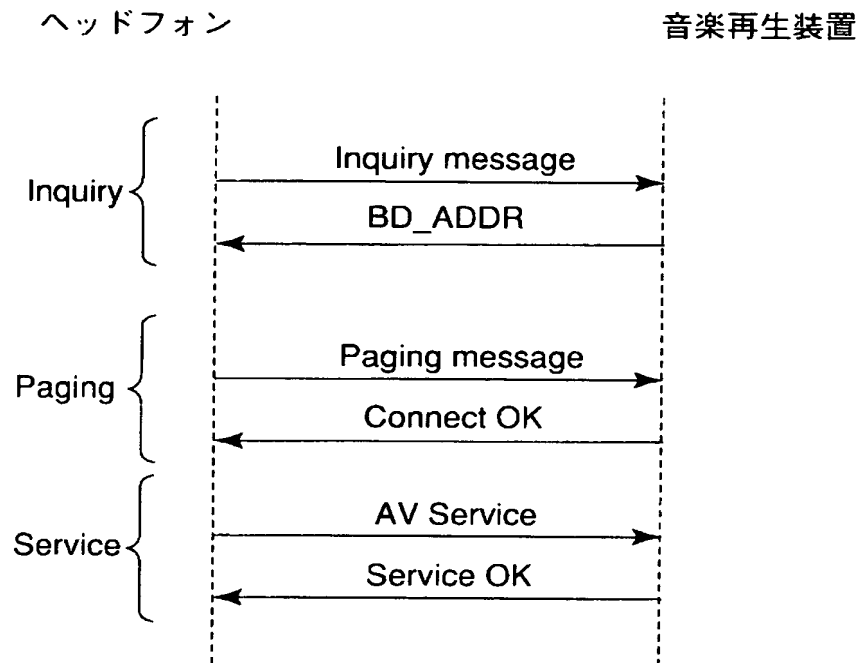 ヘッドフォン
音楽再生装置
Inquiry
Inquiry message
BD_ADDR
Paging
Paging message
Connect OK
Service
AV Service
Service OK